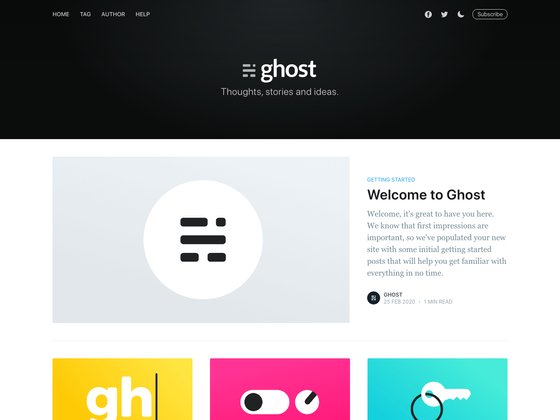 HOME TAG AUTHOR HELP
Subscribe
ghost
Thoughts, stories and ideas.
GETTING STARTED
Welcome to Ghost
Welcome, it's great to have you here.
We know that first impressions are
important, so we've populated your new
site with some initial getting started
posts that will help you get familiar with
everything in no time.
GHOST
25 FEB 2020 • 1 MIN READ
gh